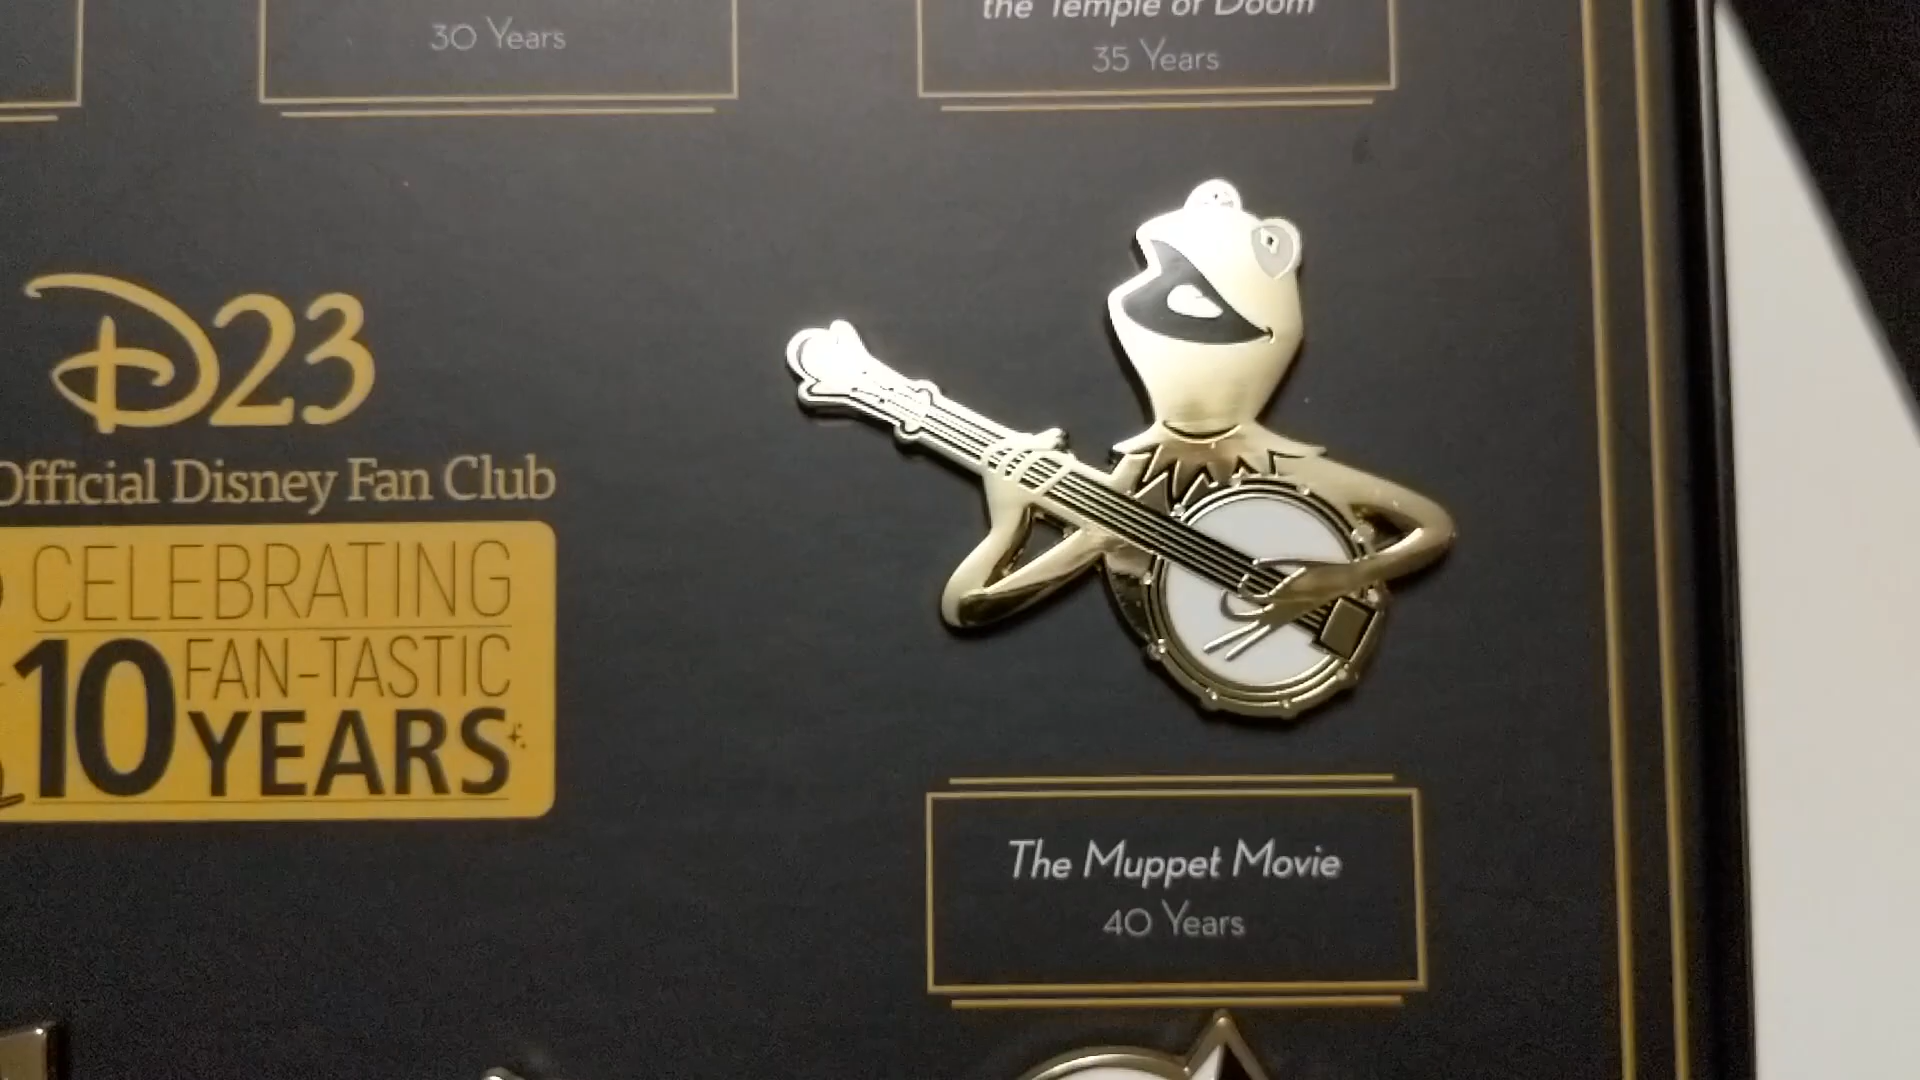 30 Years
the Temple of Doom
35 Years
D23
Official Disney Fan Club
CELEBRATING
10 FAN-TASTIC
YEARS
The Muppet Movie
40 Years